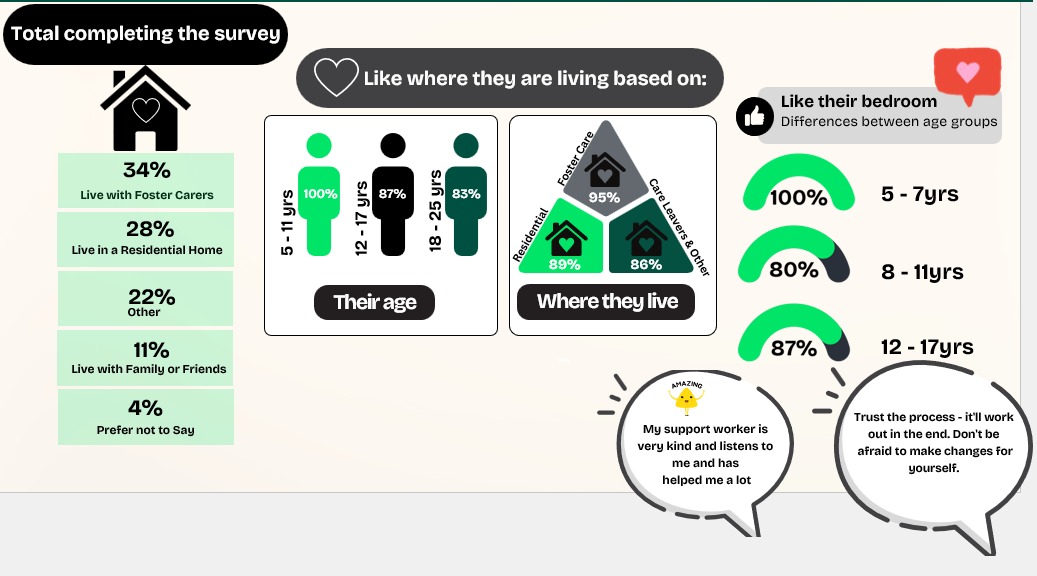 Total completing the survey
34%
Live with Foster Carers
28%
Live in a Residential Home
22%
Other
11%
Live with Family or Friends
4%
Prefer not to Say
Like where they are living based on:
5 - 11 yrs
100%
12 - 17 yrs
87%
18 - 25 yrs
83%
Their age
Foster Care
95%
Residential
89%
Care Leavers & Other
86%
Where they live
Like their bedroom
Differences between age groups
100%
5 - 7yrs
80%
8 - 11yrs
87%
12 - 17yrs
AMAZING
My support worker is
very kind and listens to
me and has
helped me a lot
Trust the process - it'll work
out in the end. Don't be
afraid to make changes for
yourself.